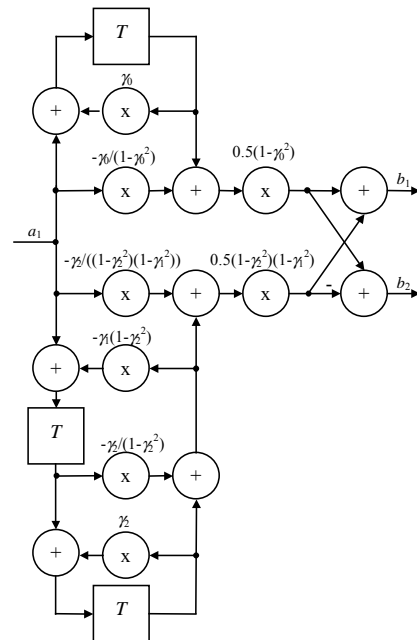 T
γ₀
+ x
-γ₀/(1-γ₀²) 0.5(1-γ₀²)
x + x + b₁
a₁
-γ₂/((1-γ₂²)(1-γ₁²)) 0.5(1-γ₂²)(1-γ₁²)
x + x - + b₂
-γ₁(1-γ₂²)
+ x
T
-γ₂/(1-γ₂²)
x +
γ₂
+ x
T